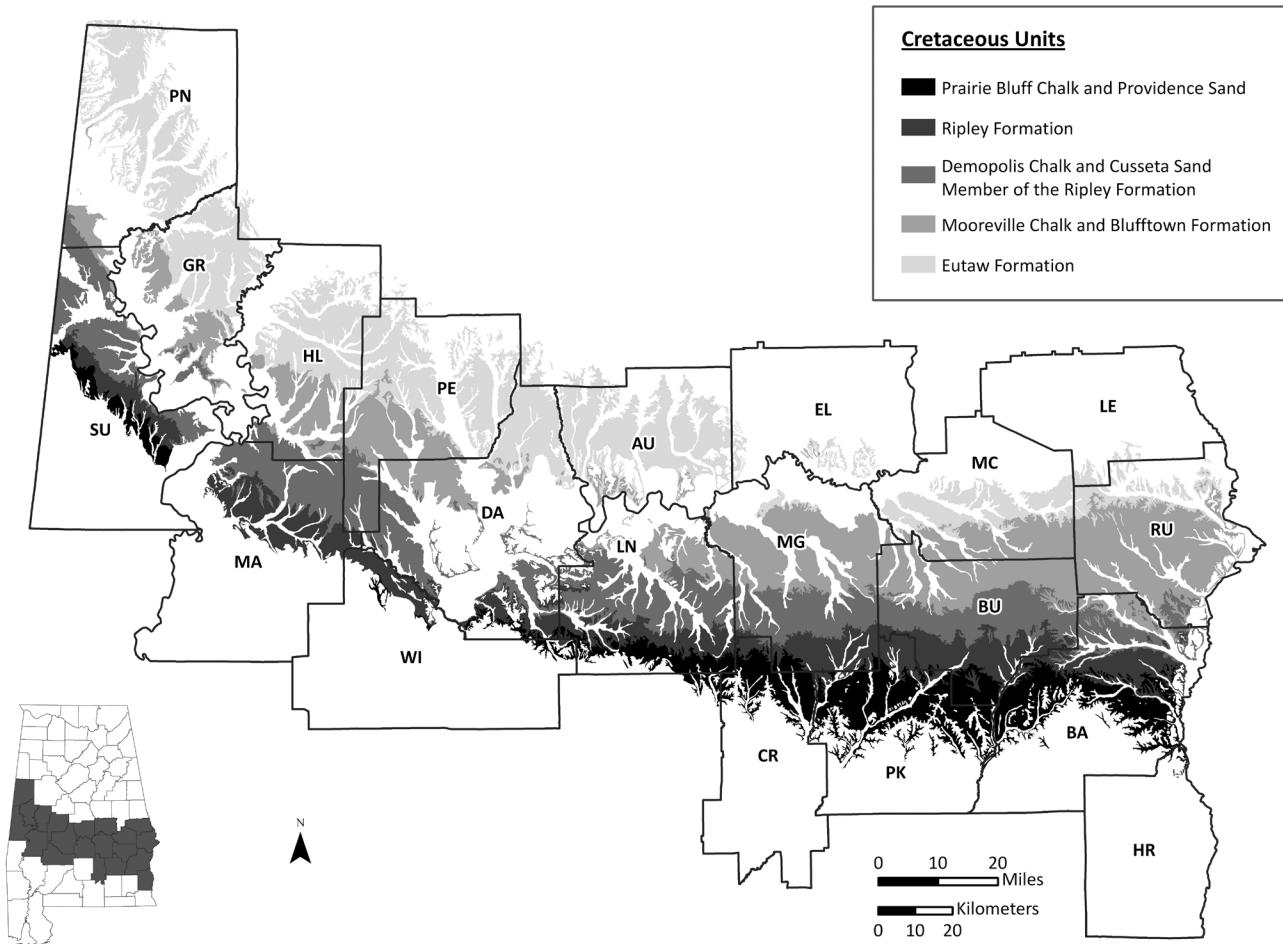 Cretaceous Units
Prairie Bluff Chalk and Providence Sand
Ripley Formation
Demopolis Chalk and Cusseta Sand
Member of the Ripley Formation
Mooreville Chalk and Blufftown Formation
Eutaw Formation
PN
GR
HL
PE
SU
AU
EL
LE
MC
DA
LN
MG
RU
MA
BU
WI
CR
PK
BA
HR
N
0 10 20
Miles
Kilometers
0 10 20